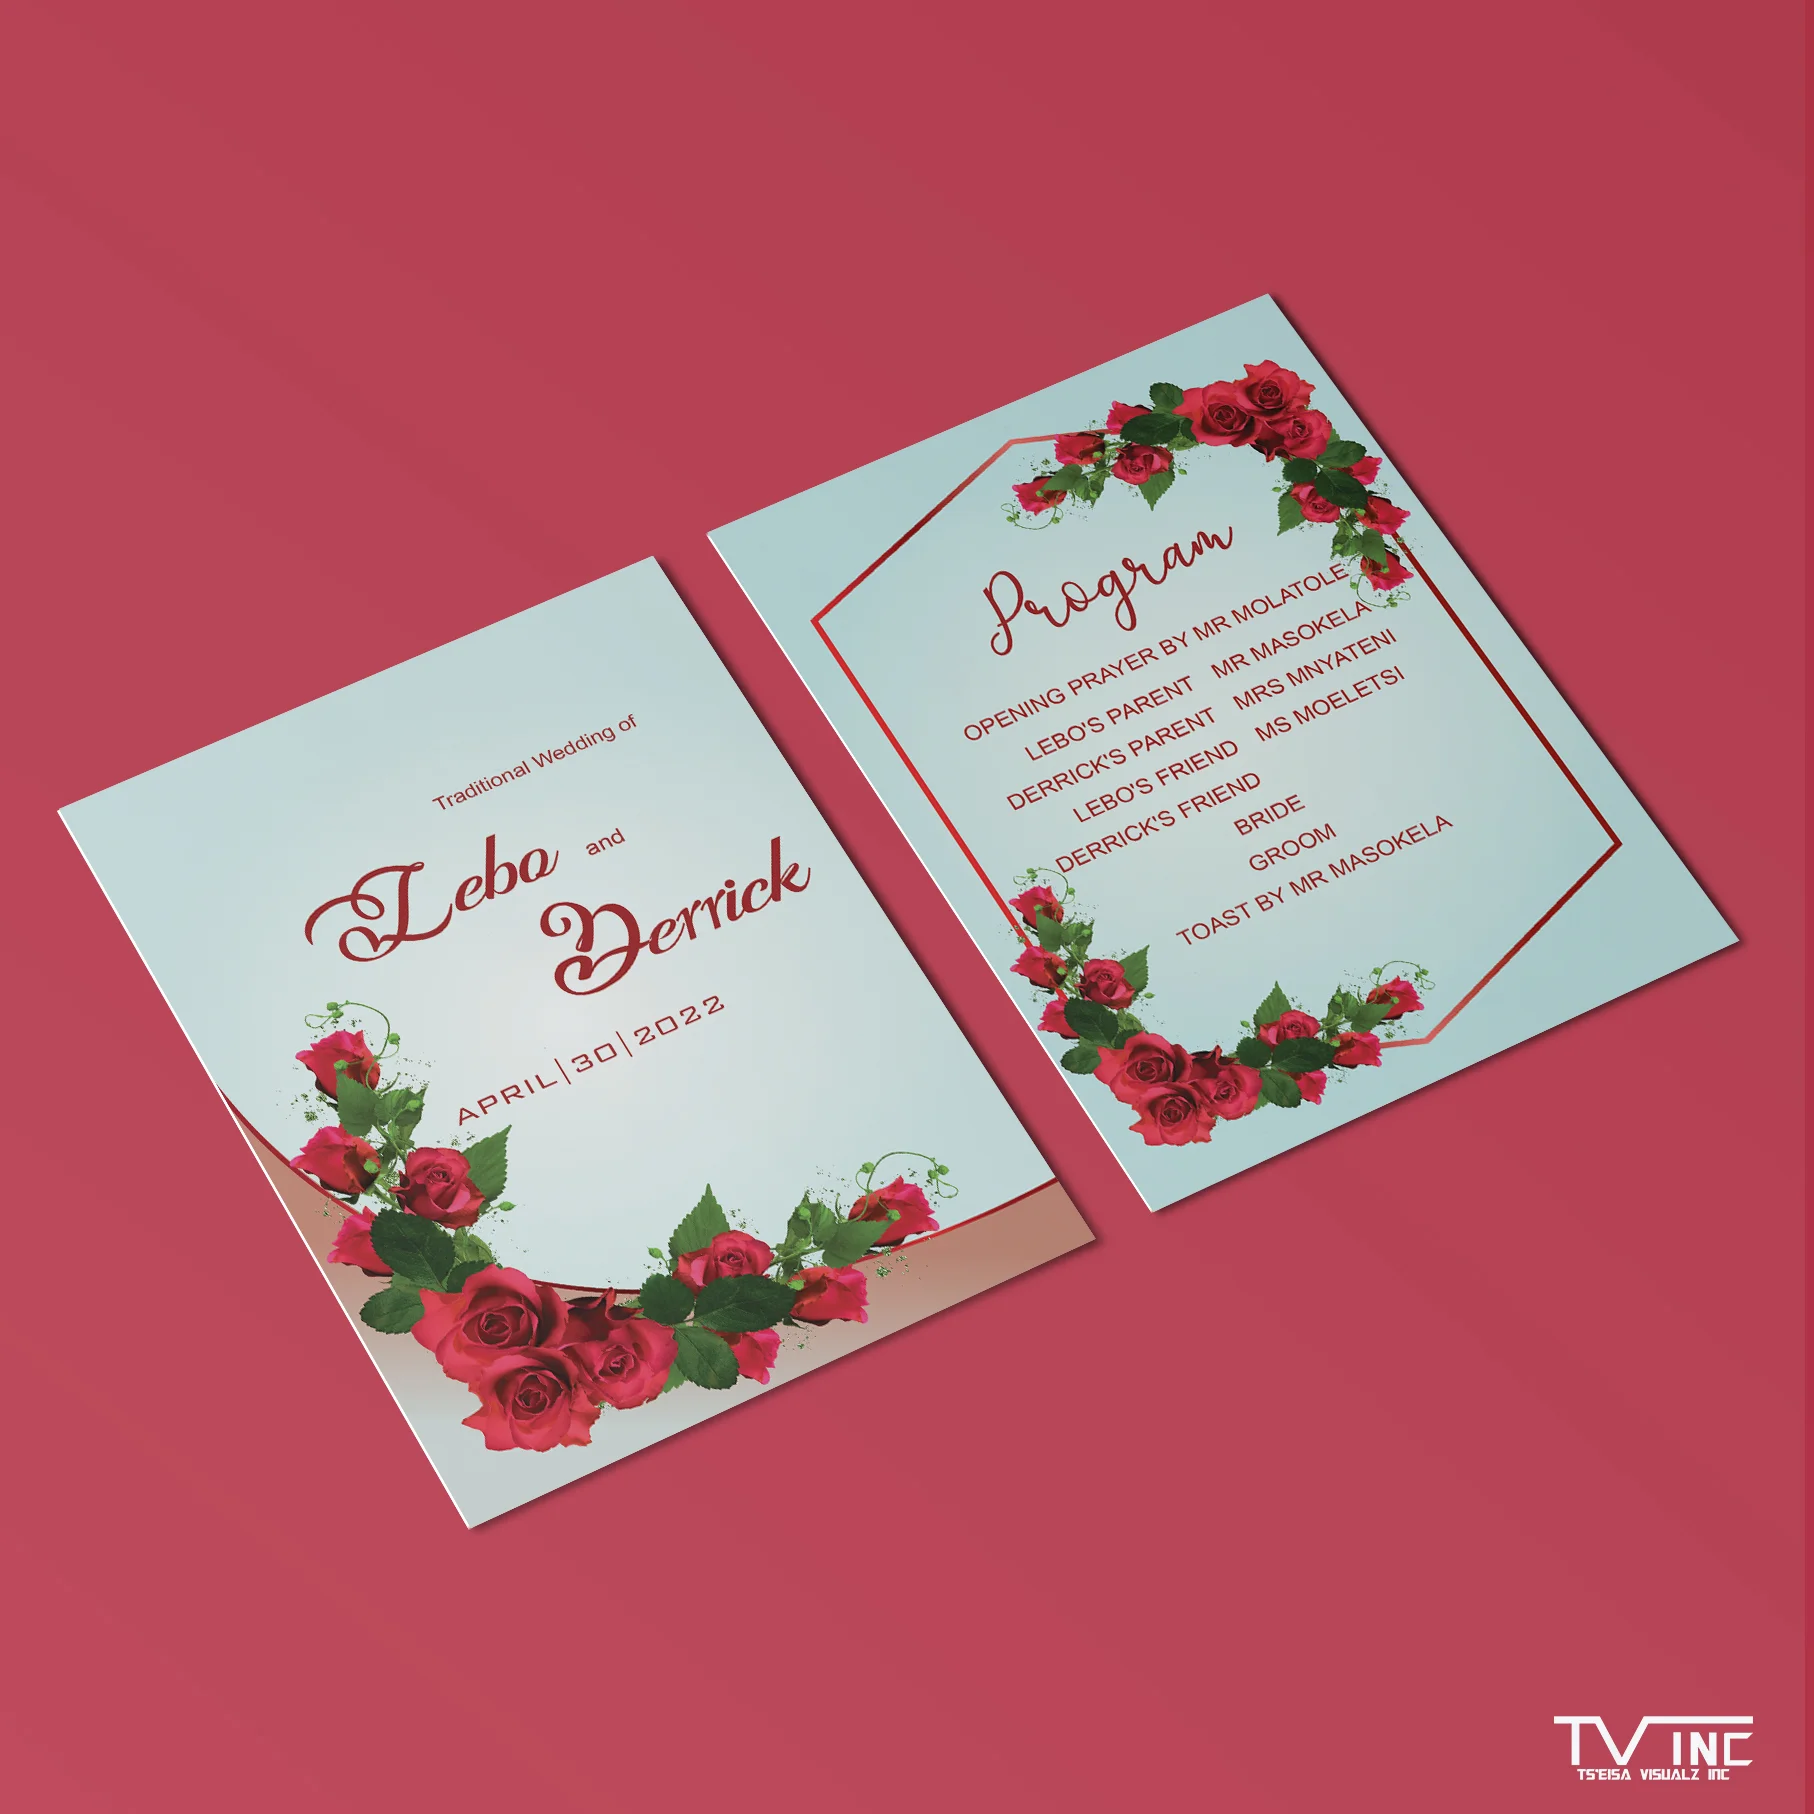 Traditional Wedding of
Lebo and
Derrick
APRIL|30|2022
Program
OPENING PRAYER BY MR MOLATOLE
LEBO'S PARENT MR MASOKELA
DERRICK'S PARENT MRS MNYATENI
LEBO'S FRIEND MS MOELETSI
DERRICK'S FRIEND
BRIDE
GROOM
TOAST BY MR MASOKELA
TV INC
TS'EISA VISUALZ INC